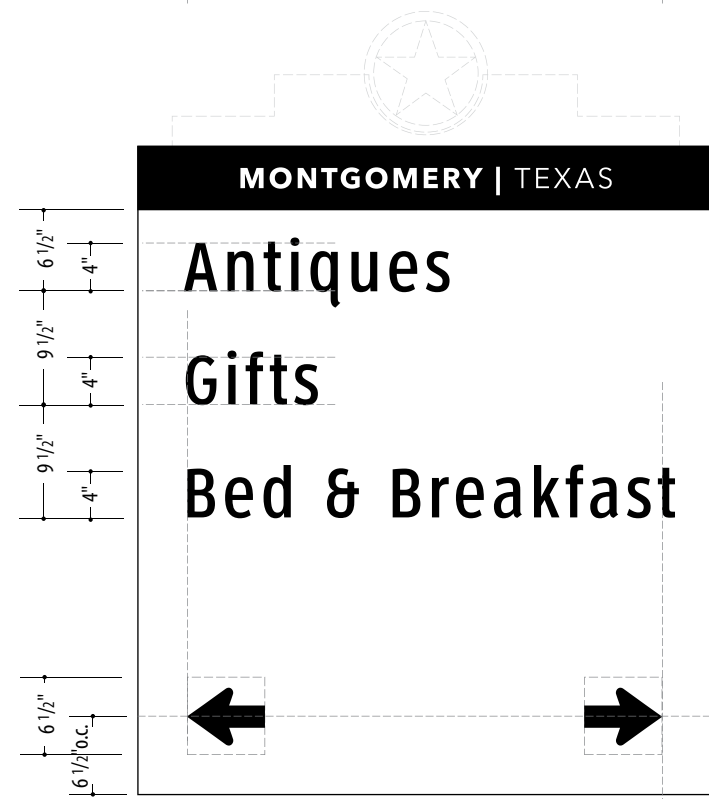 MONTGOMERY | TEXAS
6 1/2"
4"
Antiques
9 1/2"
4"
Gifts
9 1/2"
4"
Bed & Breakfast
6 1/2"
6 1/2"o.c.